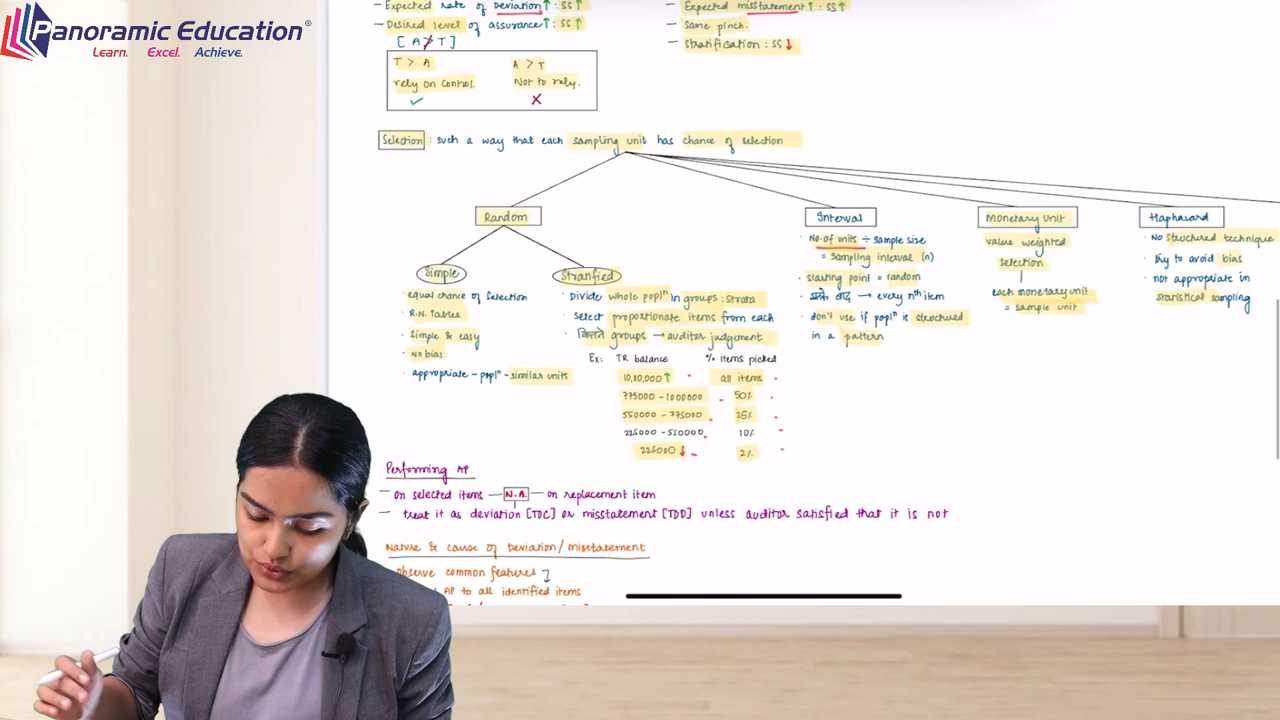 Panoramic Education®
Learn. Excel. Achieve.
— Expected rate of Deviation↑ : SS↑
— Desired level of assurance↑ : SS↑
[ A > T ]
T > A
rely on control.
✓
A > T
Not to rely.
✗
— Expected misstatement↑ : SS↑
— Same pinch.
— Stratification : SS↓
Selection : such a way that each sampling unit has chance of selection
Random
Simple
· equal chance of selection
· R.N. Tables
· Simple & easy
· No bias
· appropriate – popln – similar units
Stratified
· Divide whole popln in groups : strata
· Select proportionate items from each
· कितने groups → auditor judgement
Ex: TR balance % items picked
10,00,000↑ all items
775000 – 1000000 50%
550000 – 775000 25%
225000 – 550000 10%
225000↓ 2%
Interval
· No. of units ÷ sample size
= Sampling interval (n)
· starting point = random
· इसके बाद → every nth item
· don't use if popln is structured
in a pattern
Monetary Unit
value weighted
selection
each monetary unit
= sample unit
Haphazard
· No structured technique
· try to avoid bias
· not appropriate in
statistical sampling
Performing AP
— on selected items — N.A. — on replacement item
— treat it as deviation [TOC] or misstatement [TOD] unless auditor satisfied that it is not
Nature & cause of Deviation/misstatement
observe common features
AP to all identified items